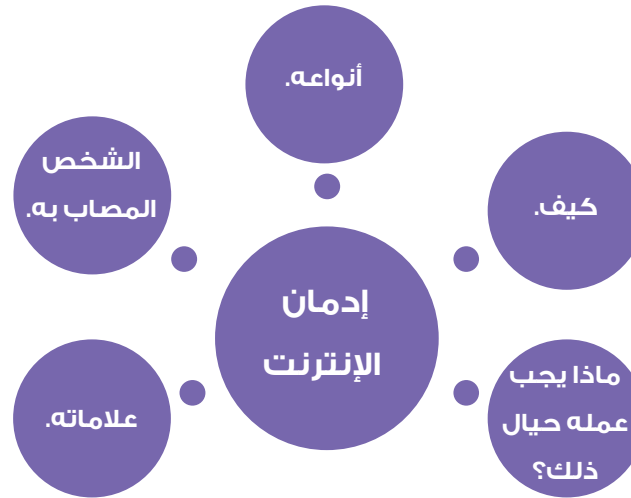 أنواعه.
كيف.
الشخص
المصاب به.
إدمان
الإنترنت
ماذا يجب
عمله حيال
ذلك؟
علاماته.